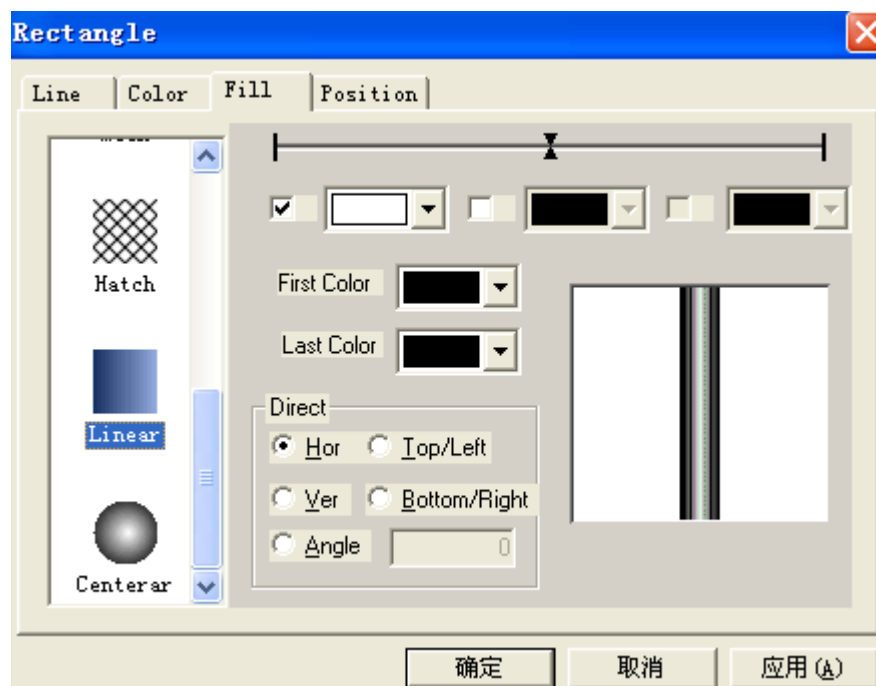 Rectangle
Line Color Fill Position
Hatch
First Color
Last Color
Linear
Direct
Hor Top/Left
Ver Bottom/Right
Angle 0
Centerar
确定 取消 应用(A)